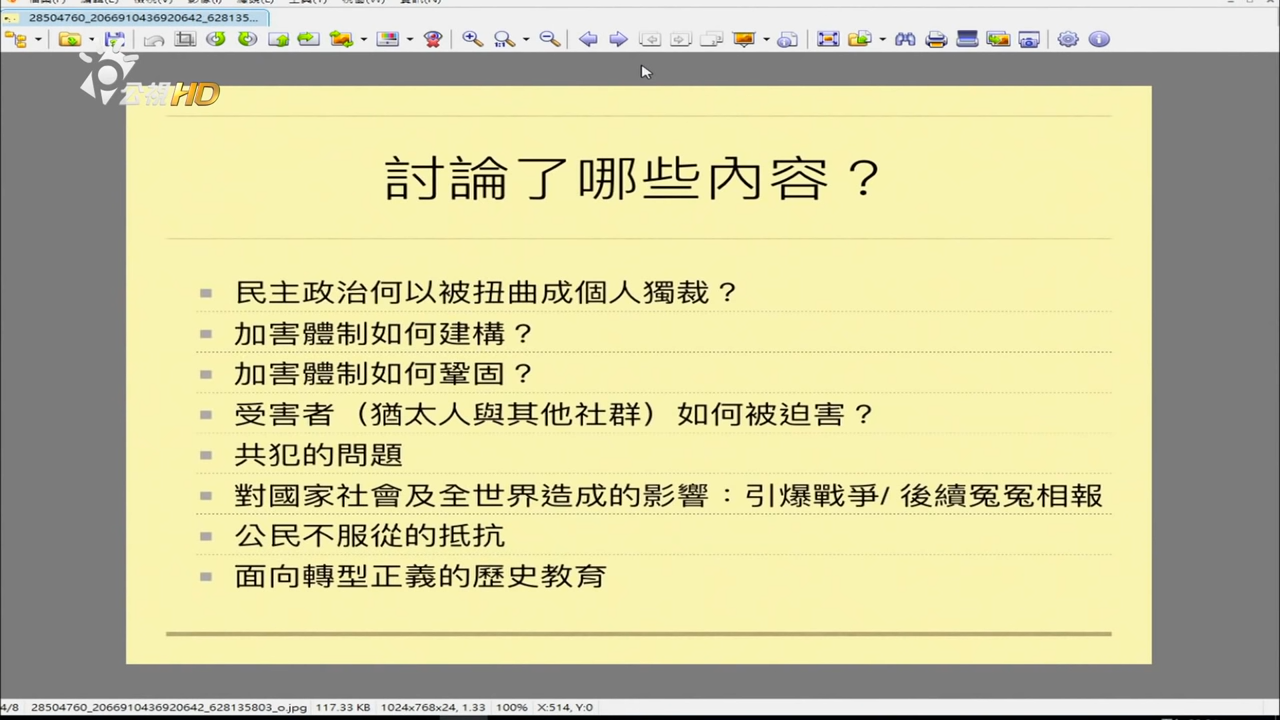 28504760_2066910436920642_628135...
公視HD
討論了哪些內容？
民主政治何以被扭曲成個人獨裁？
加害體制如何建構？
加害體制如何鞏固？
受害者（猶太人與其他社群）如何被迫害？
共犯的問題
對國家社會及全世界造成的影響：引爆戰爭/ 後續冤冤相報
公民不服從的抵抗
面向轉型正義的歷史教育
4/8 28504760_2066910436920642_628135803_o.jpg 117.33 KB 1024x768x24, 1.33 100% X:514, Y:0